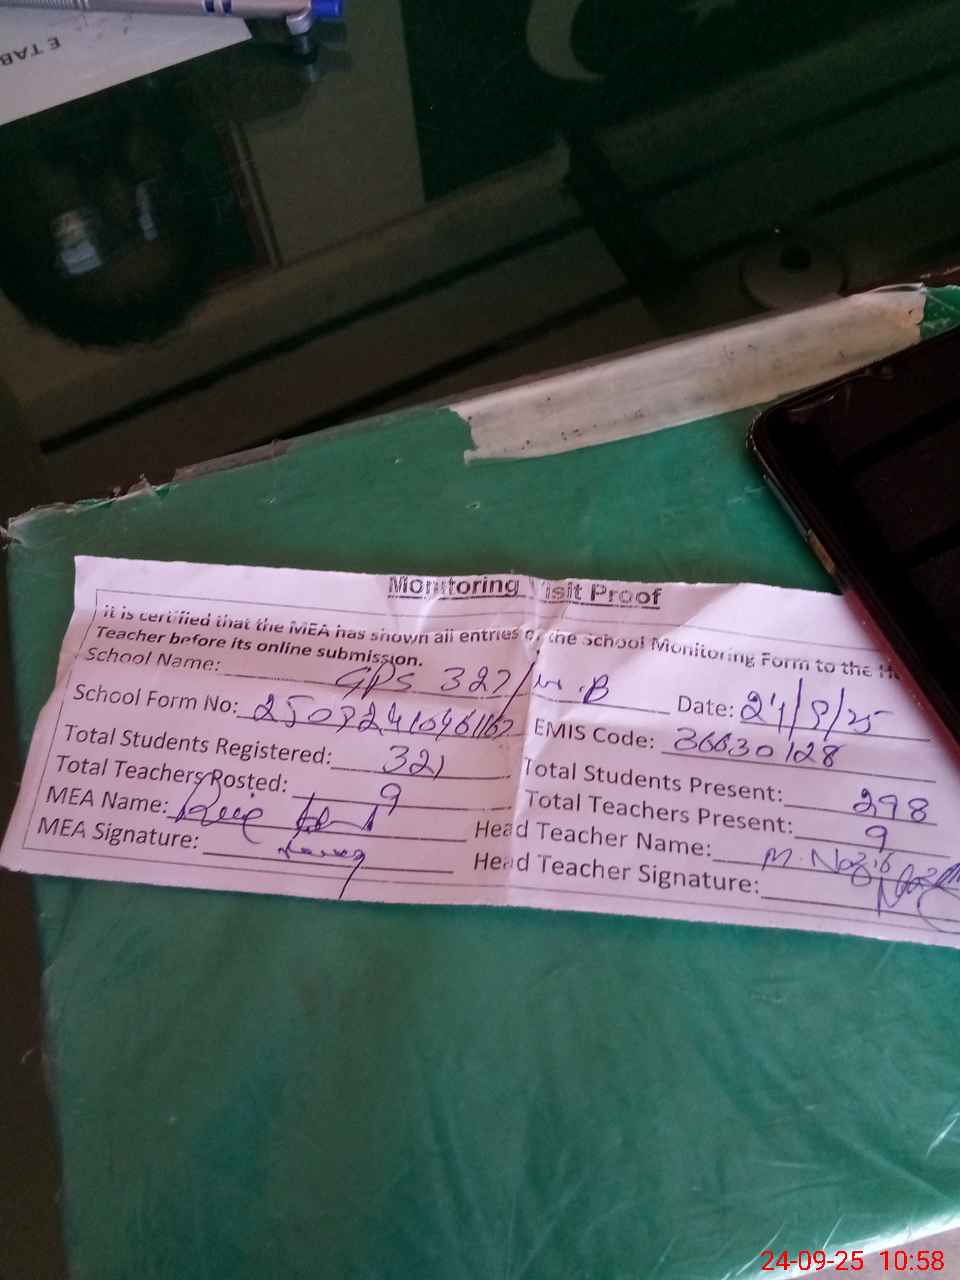 E TAB
Monitoring Visit Proof
it is certified that the MEA has shown all entries of the School Monitoring Form to the
Teacher before its online submission.
School Name: GPS 327/W.B Date: 24/9/25
School Form No: EMIS Code: 36630128
Total Students Registered: 321 Total Students Present: 298
Total Teachers Posted: 9 Total Teachers Present: 9
MEA Name: Head Teacher Name: M. Nazir
MEA Signature: Head Teacher Signature:
24-09-25 10:58